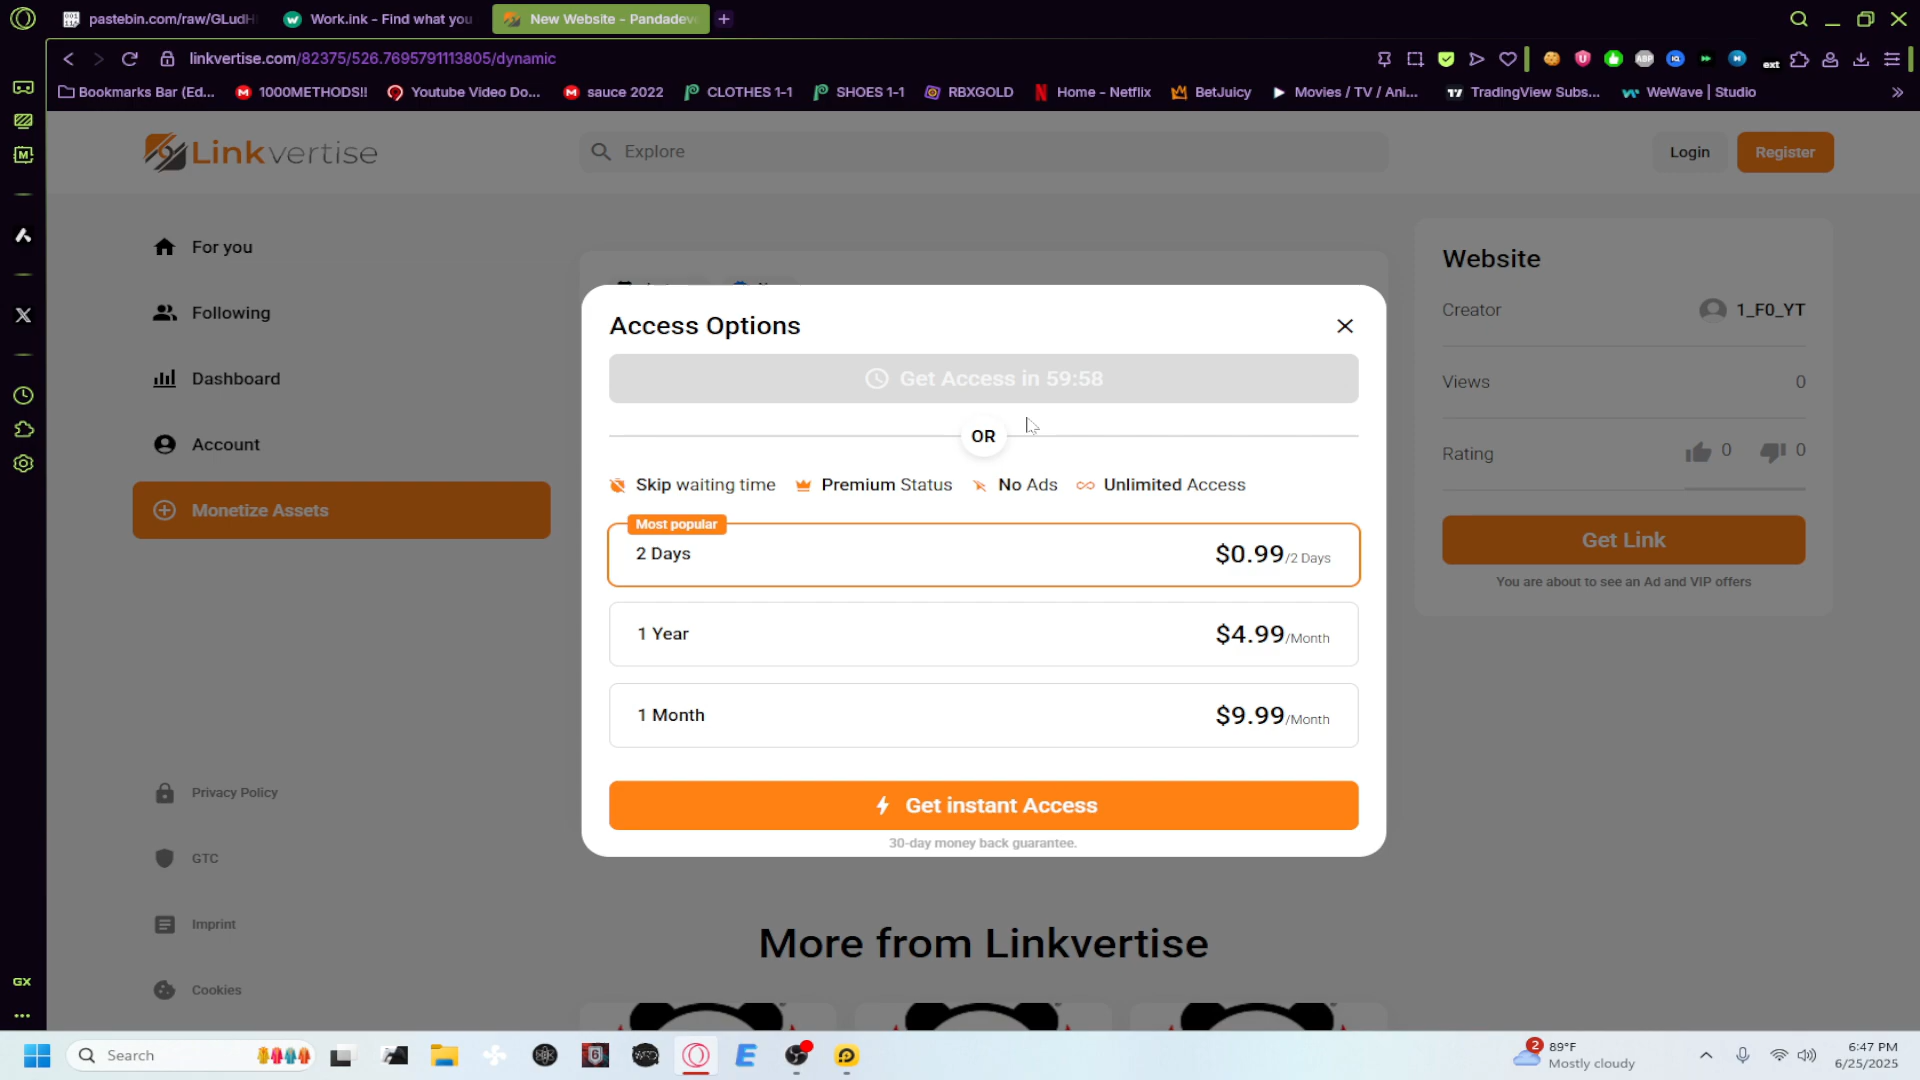 pastebin.com/raw/GLudH
Work.ink - Find what you
New Website - Pandadev
linkvertise.com/82375/526.7695791113805/dynamic
ABP
ext
Bookmarks Bar (Ed...
1000METHODS!!
Youtube Video Do...
sauce 2022
CLOTHES 1-1
SHOES 1-1
RBXGOLD
Home - Netflix
BetJuicy
Movies / TV / Ani...
TradingView Subs...
WeWave | Studio
Linkvertise
Explore
Login
Register
For you
Following
Dashboard
Account
Monetize Assets
Privacy Policy
GTC
Imprint
Cookies
GX
Access Options
Get Access in 59:58
OR
Skip waiting time
Premium Status
No Ads
Unlimited Access
Most popular
2 Days
$0.99/2 Days
1 Year
$4.99/Month
1 Month
$9.99/Month
Get instant Access
30-day money back guarantee.
More from Linkvertise
Website
Creator
1_F0_YT
Views
0
Rating
0
0
Get Link
You are about to see an Ad and VIP offers
Search
2
89°F
Mostly cloudy
6:47 PM
6/25/2025